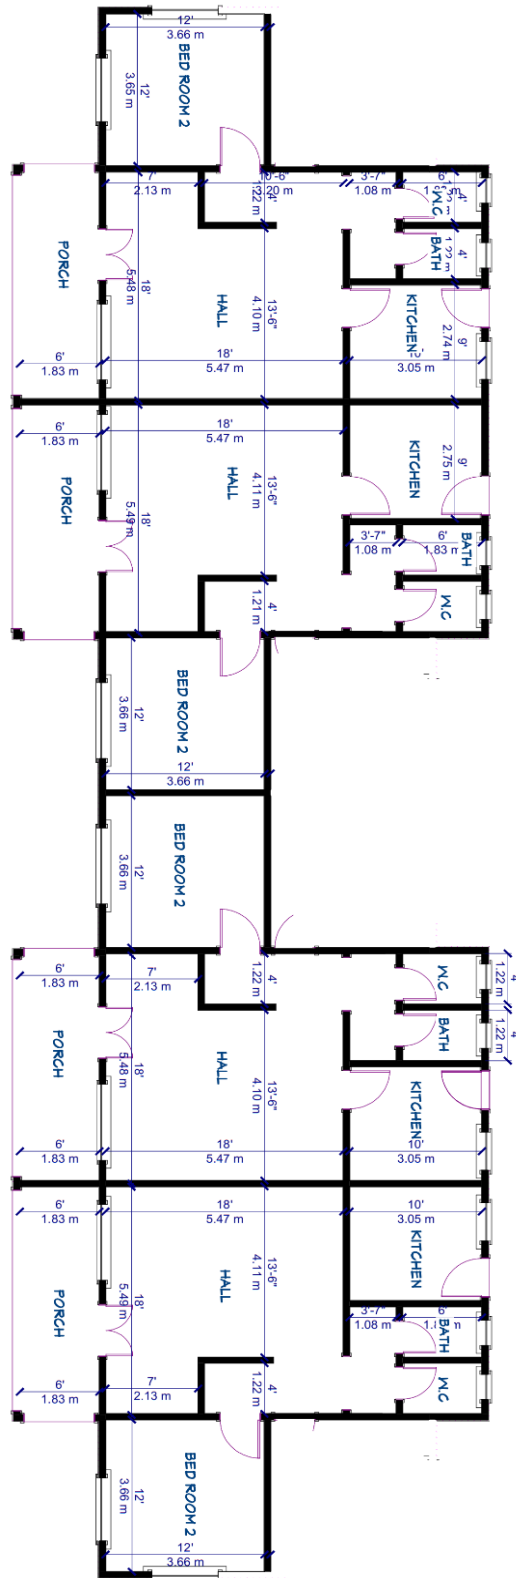 12'
3.66 m
12'
3.65 m
BED ROOM 2
7'
2.13 m
10'-6"
3.20 m
3'-7"
1.08 m
6'
4'
1.22 m
4'
W.C
BATH
4'
1.22 m
PORCH
18'
5.48 m
HALL
13'-6"
4.10 m
KITCHEN
9'
2.74 m
6'
1.83 m
18'
5.47 m
3.05 m
6'
1.83 m
18'
5.47 m
PORCH
18'
5.49 m
HALL
13'-6"
4.11 m
KITCHEN
9'
2.75 m
3'-7"
1.08 m
6'
1.83 m
BATH
4'
1.21 m
W.C
12'
3.66 m
BED ROOM 2
12'
3.66 m
12'
3.66 m
BED ROOM 2
6'
1.83 m
7'
2.13 m
4'
1.22 m
W.C
4'
1.22 m
PORCH
18'
5.48 m
HALL
13'-6"
4.10 m
BATH
4'
1.22 m
KITCHEN
6'
1.83 m
18'
5.47 m
10'
3.05 m
6'
1.83 m
18'
5.47 m
10'
3.05 m
PORCH
18'
5.49 m
HALL
13'-6"
4.11 m
KITCHEN
3'-7"
1.08 m
6'
BATH
6'
1.83 m
7'
2.13 m
4'
1.22 m
W.C
12'
3.66 m
BED ROOM 2
12'
3.66 m